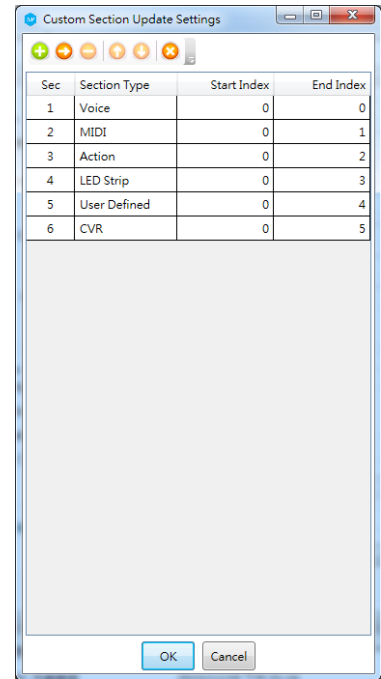 Custom Section Update Settings
Sec Section Type Start Index End Index
1 Voice 0 0
2 MIDI 0 1
3 Action 0 2
4 LED Strip 0 3
5 User Defined 0 4
6 CVR 0 5
OK Cancel